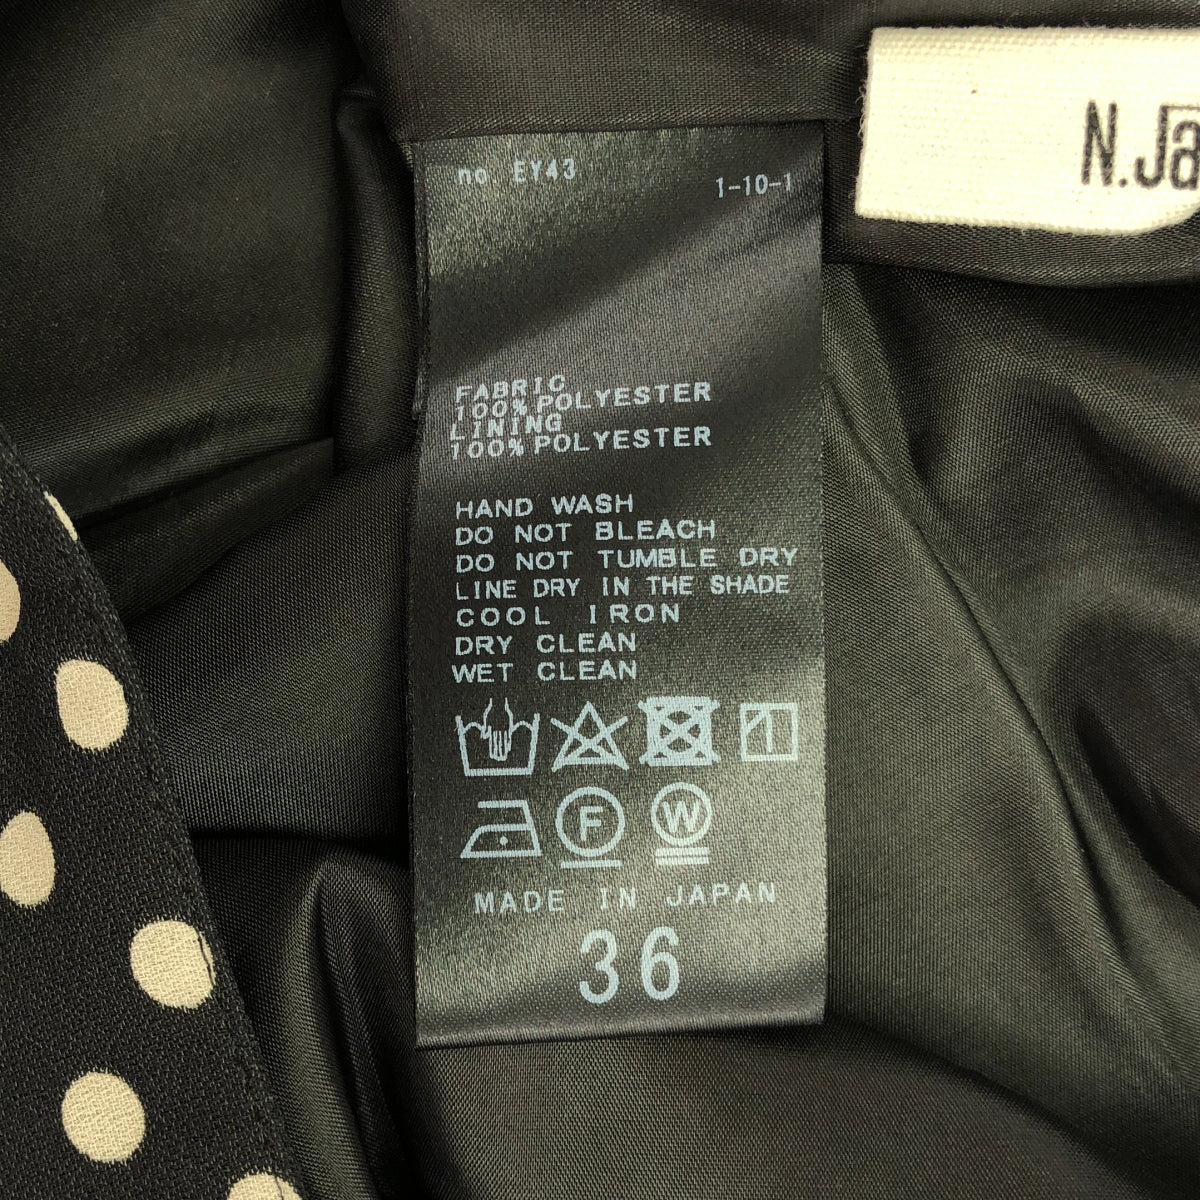 no. EY43
1-10-1
FABRIC
100% POLYESTER
LINING
100% POLYESTER
HAND WASH
DO NOT BLEACH
DO NOT TUMBLE DRY
LINE DRY IN THE SHADE
COOL IRON
DRY CLEAN
WET CLEAN
F
W
MADE IN JAPAN
36
N.Ja